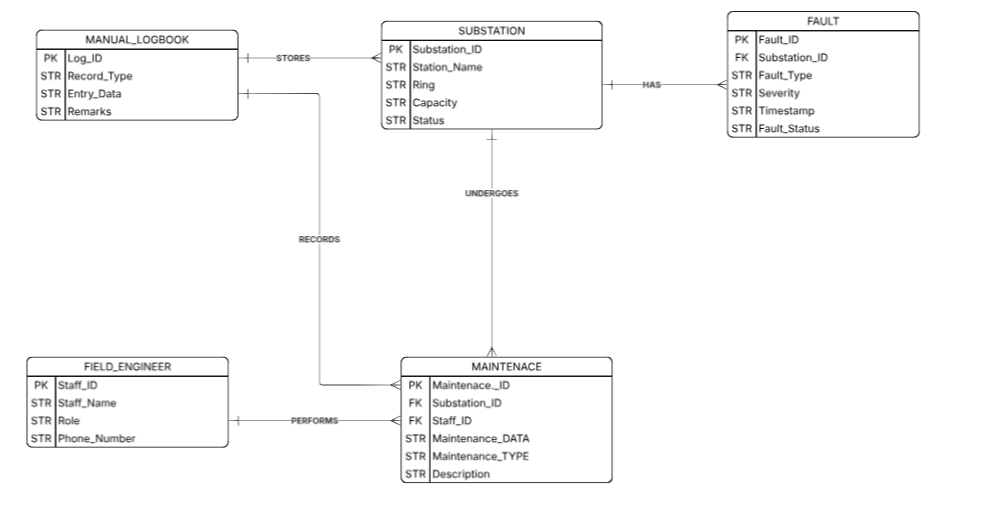 MANUAL_LOGBOOK
PK Log_ID
STR Record_Type
STR Entry_Data
STR Remarks
STORES
SUBSTATION
PK Substation_ID
STR Station_Name
STR Ring
STR Capacity
STR Status
HAS
FAULT
PK Fault_ID
FK Substation_ID
STR Fault_Type
STR Severity
STR Timestamp
STR Fault_Status
UNDERGOES
RECORDS
FIELD_ENGINEER
PK Staff_ID
STR Staff_Name
STR Role
STR Phone_Number
PERFORMS
MAINTENACE
PK Maintenace._ID
FK Substation_ID
FK Staff_ID
STR Maintenance_DATA
STR Maintenance_TYPE
STR Description